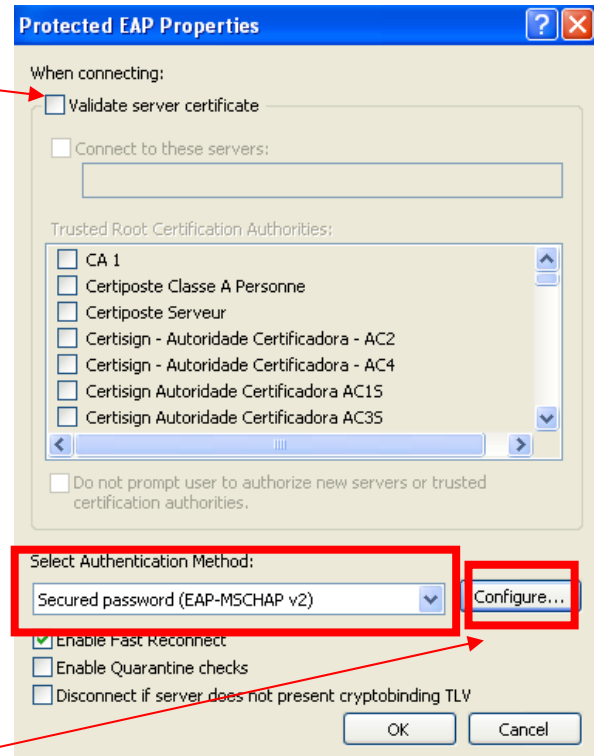 Protected EAP Properties
When connecting:
Validate server certificate
Connect to these servers:
Trusted Root Certification Authorities:
CA 1
Certiposte Classe A Personne
Certiposte Serveur
Certisign - Autoridade Certificadora - AC2
Certisign - Autoridade Certificadora - AC4
Certisign Autoridade Certificadora AC1S
Certisign Autoridade Certificadora AC3S
Do not prompt user to authorize new servers or trusted
certification authorities.
Select Authentication Method:
Secured password (EAP-MSCHAP v2)
Configure...
Enable Fast Reconnect
Enable Quarantine checks
Disconnect if server does not present cryptobinding TLV
OK Cancel